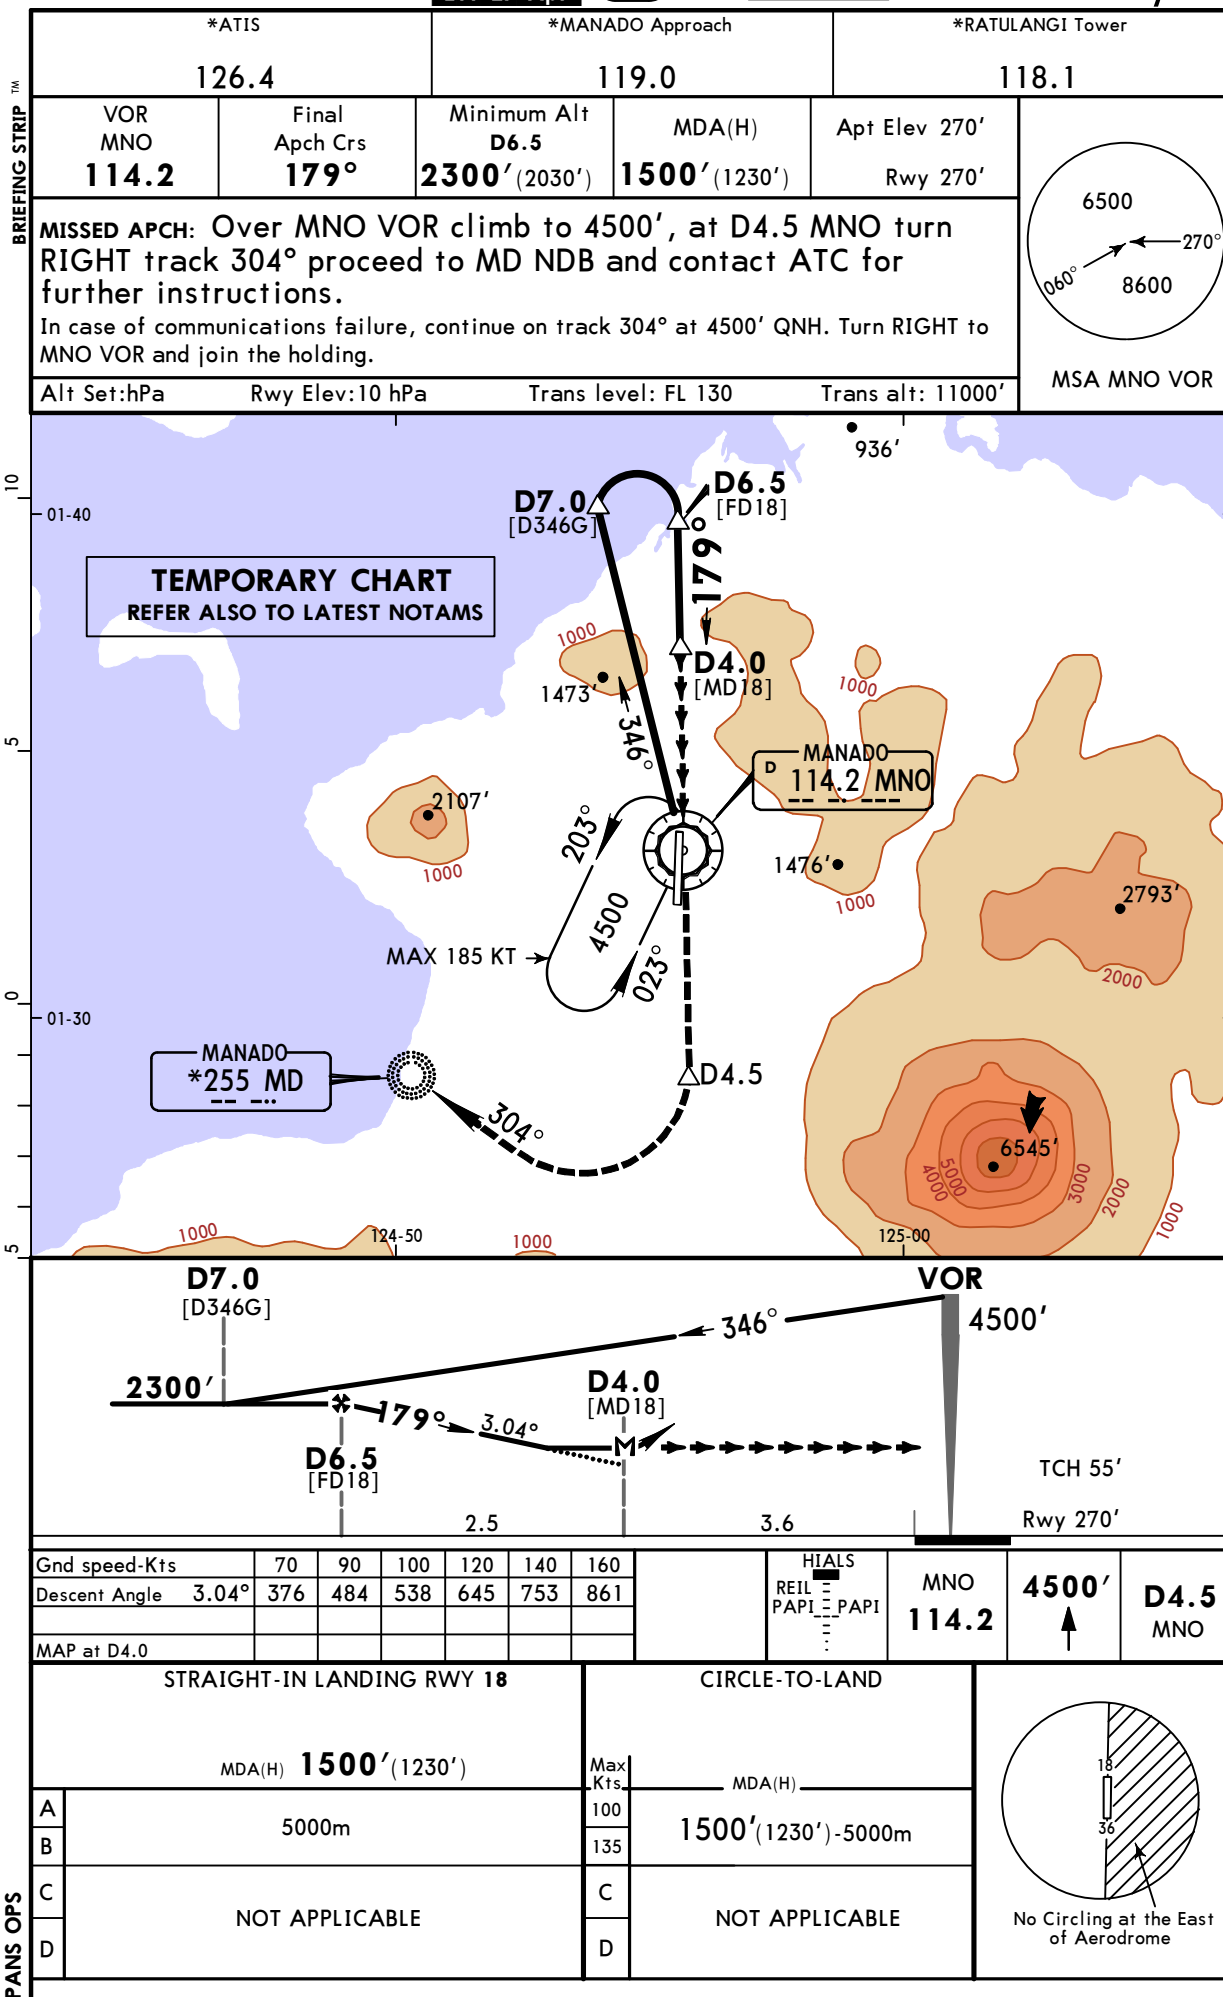 *ATIS
126.4
*MANADO Approach
119.0
*RATULANGI Tower
118.1
BRIEFING STRIP TM
VOR
MNO
114.2
Final
Apch Crs
179°
Minimum Alt
D6.5
2300'(2030')
MDA(H)
1500'(1230')
Apt Elev 270'
Rwy 270'
MISSED APCH: Over MNO VOR climb to 4500', at D4.5 MNO turn
RIGHT track 304° proceed to MD NDB and contact ATC for
further instructions.
In case of communications failure, continue on track 304° at 4500' QNH. Turn RIGHT to
MNO VOR and join the holding.
Alt Set:hPa Rwy Elev:10 hPa Trans level: FL 130 Trans alt: 11000'
6500
270°
060°
8600
MSA MNO VOR
936'
10
01-40
D7.0
[D346G]
D6.5
[FD18]
179°
TEMPORARY CHART
REFER ALSO TO LATEST NOTAMS
1000
1473'
346°
D4.0
[MD18]
1000
5
MANADO
D 114.2 MNO
2107'
1000
203°
4500
023°
MAX 185 KT
1476'
1000
2793'
2000
0
01-30
MANADO
*255 MD
D4.5
304°
6545'
5000
4000
3000
2000
1000
5
1000
124-50
1000
125-00
D7.0
[D346G]
VOR
4500'
346°
2300'
D4.0
[MD18]
179°
3.04°
D6.5
[FD18]
M
TCH 55'
2.5
3.6
Rwy 270'
Gnd speed-Kts 70 90 100 120 140 160
Descent Angle 3.04° 376 484 538 645 753 861
MAP at D4.0
HIALS
REIL
PAPI PAPI
MNO
114.2
4500'
D4.5
MNO
STRAIGHT-IN LANDING RWY 18
MDA(H) 1500'(1230')
CIRCLE-TO-LAND
Max
Kts
MDA(H)
A
B
5000m
100
135
1500'(1230')-5000m
C
D
NOT APPLICABLE
C
D
NOT APPLICABLE
18
36
No Circling at the East
of Aerodrome
PANS OPS